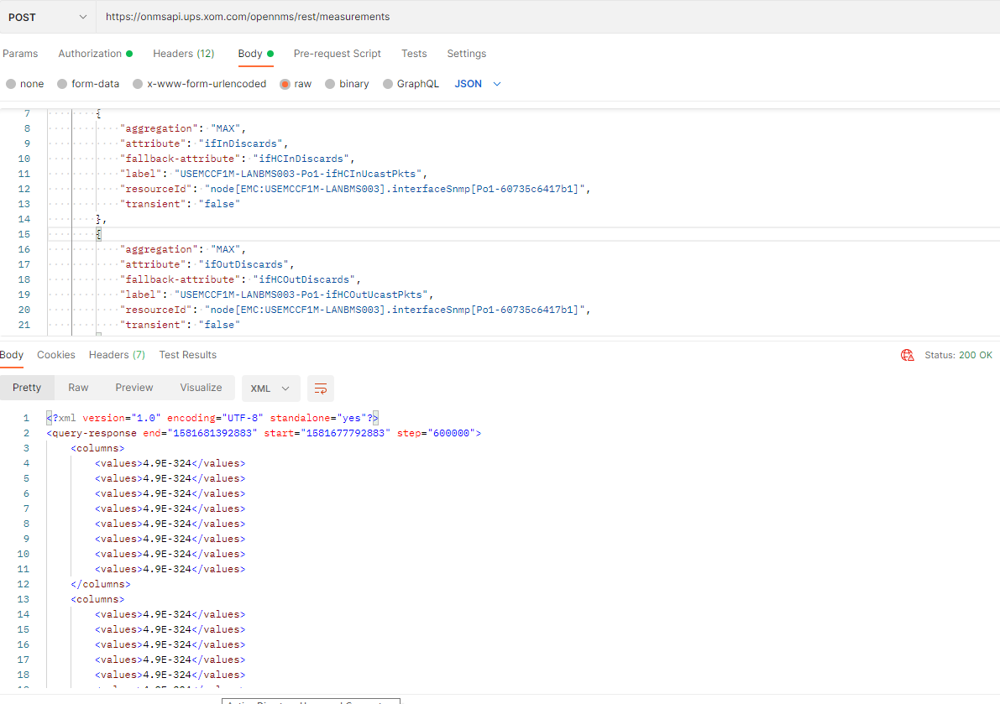 POST https://onmsapi.ups.xom.com/opennms/rest/measurements
Params Authorization Headers (12) Body Pre-request Script Tests Settings
none form-data x-www-form-urlencoded raw binary GraphQL JSON
7 {
8 "aggregation": "MAX",
9 "attribute": "ifInDiscards",
10 "fallback-attribute": "ifHCInDiscards",
11 "label": "USEMCCF1M-LANBMS003-Po1-ifHCInUcastPkts",
12 "resourceId": "node[EMC:USEMCCF1M-LANBMS003].interfaceSnmp[Po1-60735c6417b1]",
13 "transient": "false"
14 },
15 {
16 "aggregation": "MAX",
17 "attribute": "ifOutDiscards",
18 "fallback-attribute": "ifHCOutDiscards",
19 "label": "USEMCCF1M-LANBMS003-Po1-ifHCOutUcastPkts",
20 "resourceId": "node[EMC:USEMCCF1M-LANBMS003].interfaceSnmp[Po1-60735c6417b1]",
21 "transient": "false"
Body Cookies Headers (7) Test Results Status: 200 OK
Pretty Raw Preview Visualize XML
1 <?xml version="1.0" encoding="UTF-8" standalone="yes"?>
2 <query-response end="1581681392883" start="1581677792883" step="600000">
3 <columns>
4 <values>4.9E-324</values>
5 <values>4.9E-324</values>
6 <values>4.9E-324</values>
7 <values>4.9E-324</values>
8 <values>4.9E-324</values>
9 <values>4.9E-324</values>
10 <values>4.9E-324</values>
11 <values>4.9E-324</values>
12 </columns>
13 <columns>
14 <values>4.9E-324</values>
15 <values>4.9E-324</values>
16 <values>4.9E-324</values>
17 <values>4.9E-324</values>
18 <values>4.9E-324</values>